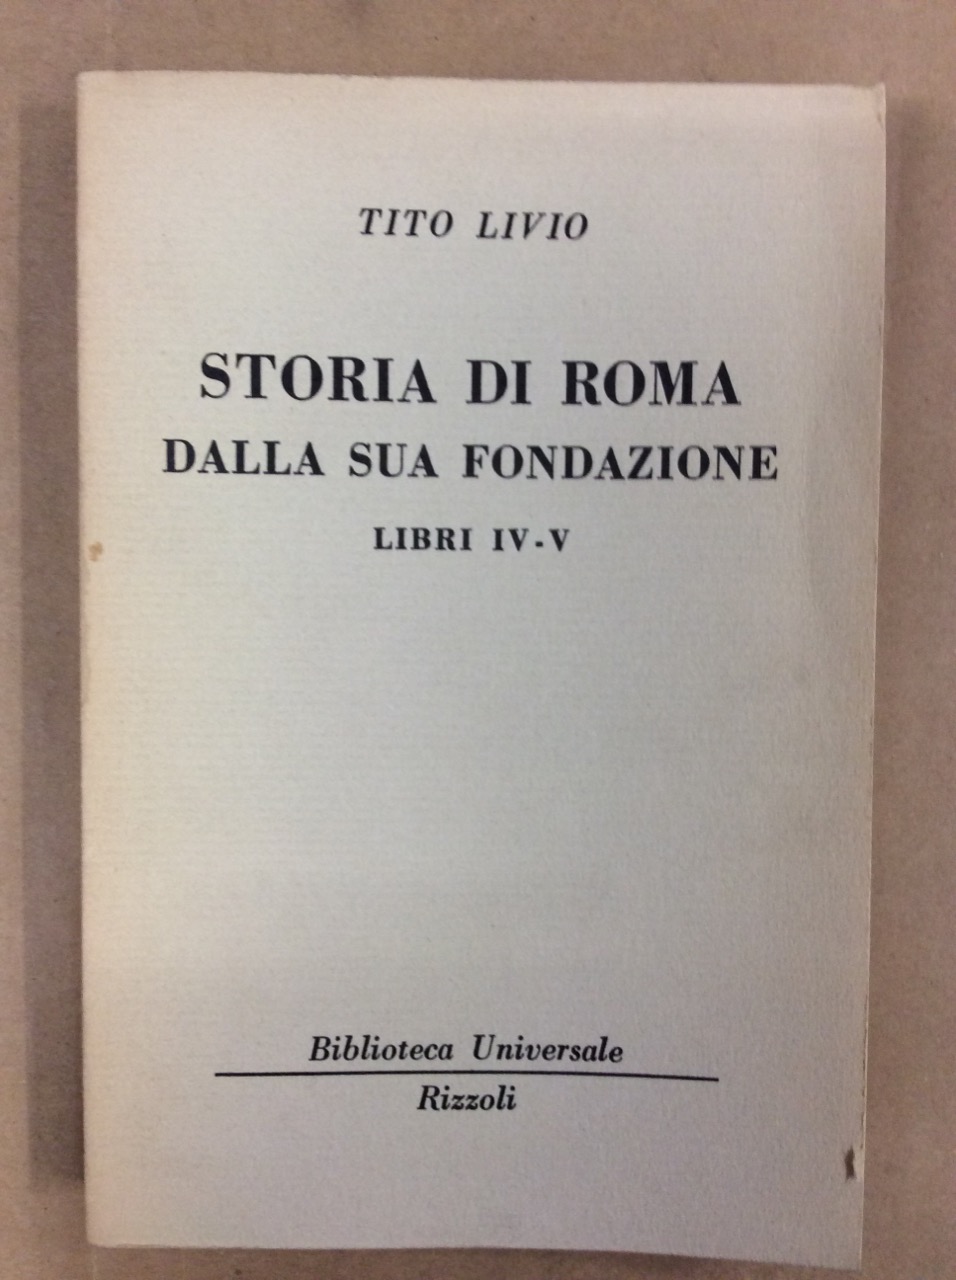 TITO LIVIO
STORIA DI ROMA
DALLA SUA FONDAZIONE
LIBRI IV-V
Biblioteca Universale
Rizzoli